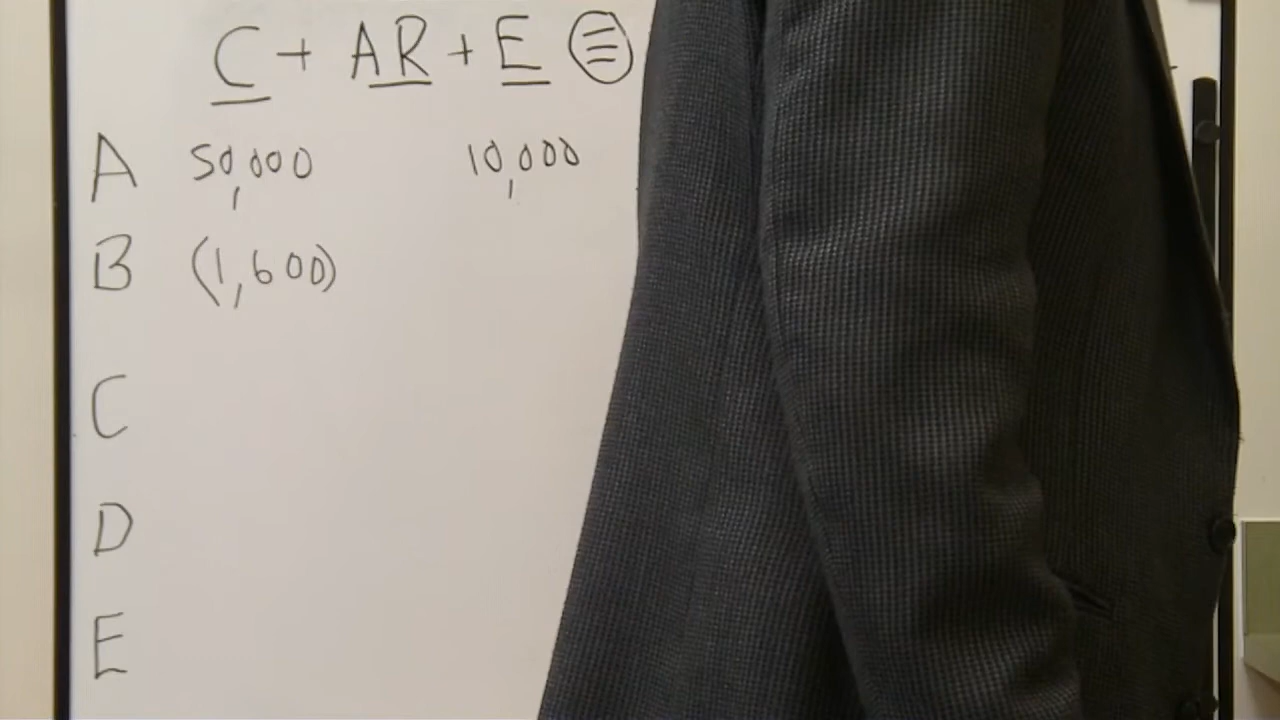 C + AR + E ≡
A 50,000 10,000
B (1,600)
C
D
E